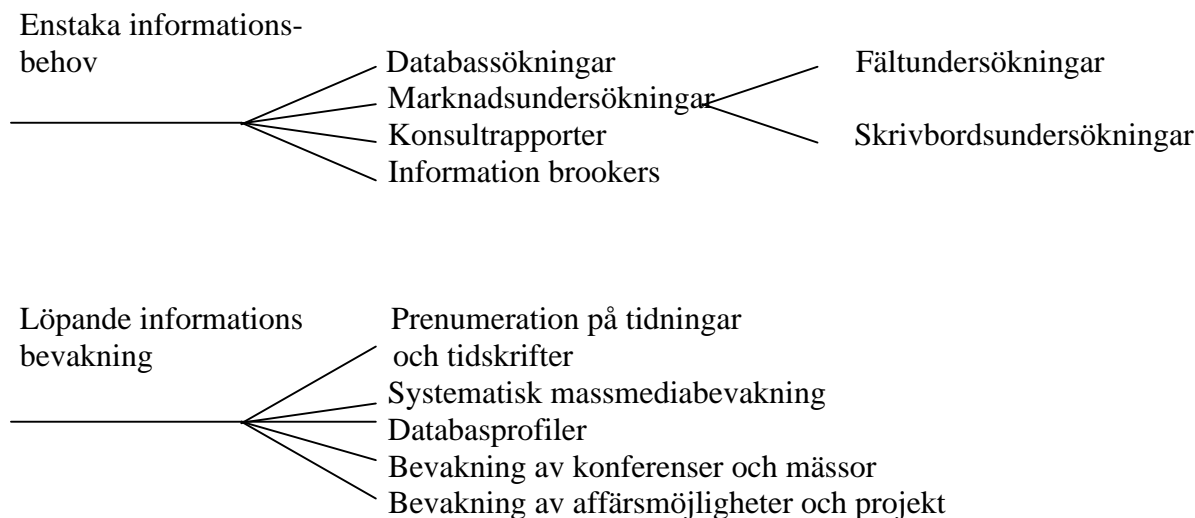 Enstaka informations-
behov
Databassökningar
Marknadsundersökningar
Konsultrapporter
Information brookers
Fältundersökningar
Skrivbordsundersökningar
Löpande informations
bevakning
Prenumeration på tidningar
och tidskrifter
Systematisk massmediabevakning
Databasprofiler
Bevakning av konferenser och mässor
Bevakning av affärsmöjligheter och projekt